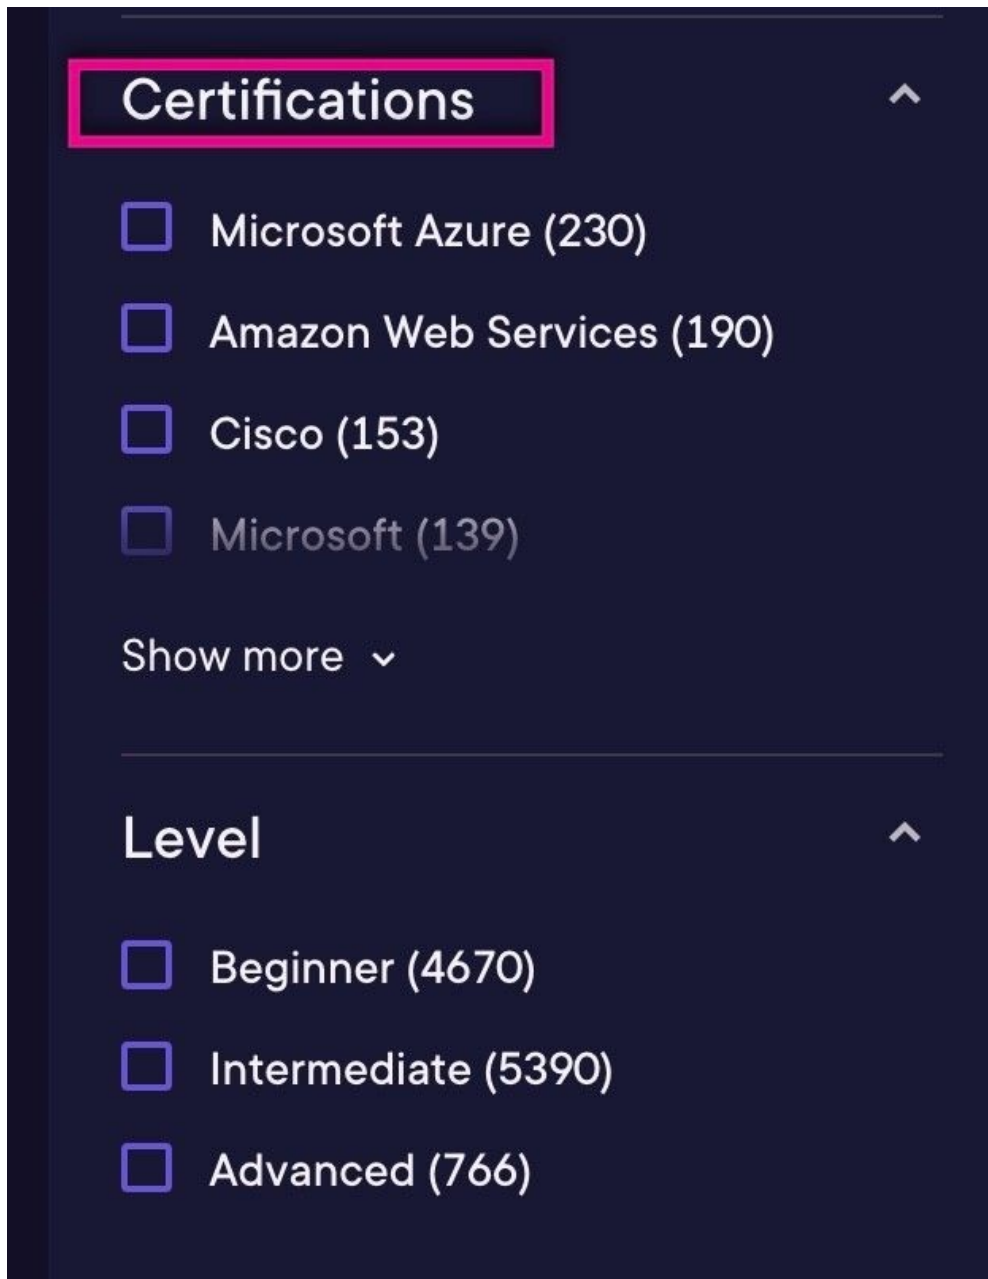 Certifications
Microsoft Azure (230)
Amazon Web Services (190)
Cisco (153)
Microsoft (139)
Show more
Level
Beginner (4670)
Intermediate (5390)
Advanced (766)